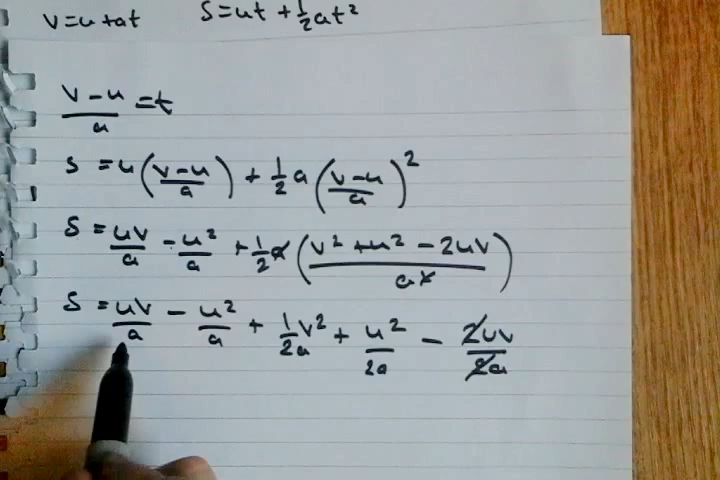 v=u+at s=ut+½at²
(v-u)/a =t
s =u((v-u)/a)+½a((v-u)/a)²
s = uv/a - u²/a +½a((v²+u²-2uv)/a²)
s = uv/a - u²/a + 1/2a v² + u²/2a - 2uv/2a